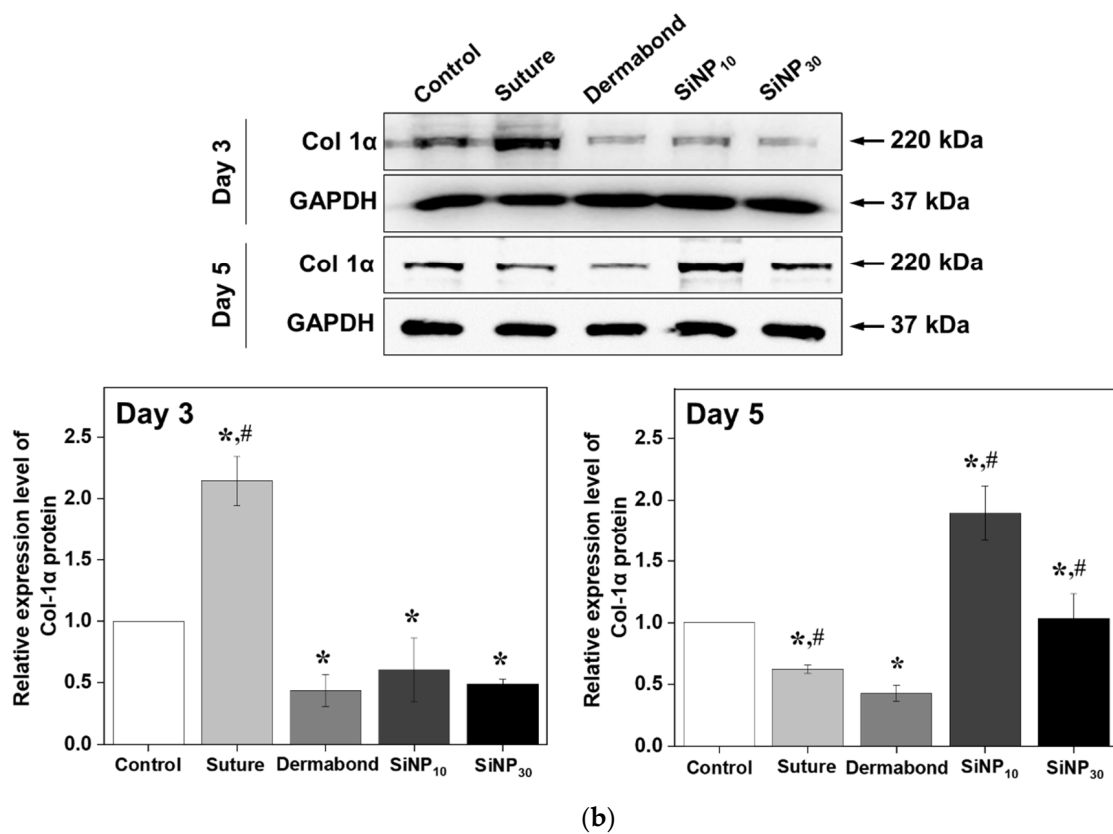 Control Suture Dermabond SiNP10 SiNP30
Day 3
Col 1α ← 220 kDa
GAPDH ← 37 kDa
Day 5
Col 1α ← 220 kDa
GAPDH ← 37 kDa
Day 3
Relative expression level of
Col-1α protein
2.5
2.0
1.5
1.0
0.5
0.0
*,#
*
*
*
Control Suture Dermabond SiNP10 SiNP30
Day 5
Relative expression level of
Col-1α protein
2.5
2.0
1.5
1.0
0.5
0.0
*,#
*
*,#
*,#
Control Suture Dermabond SiNP10 SiNP30
(b)